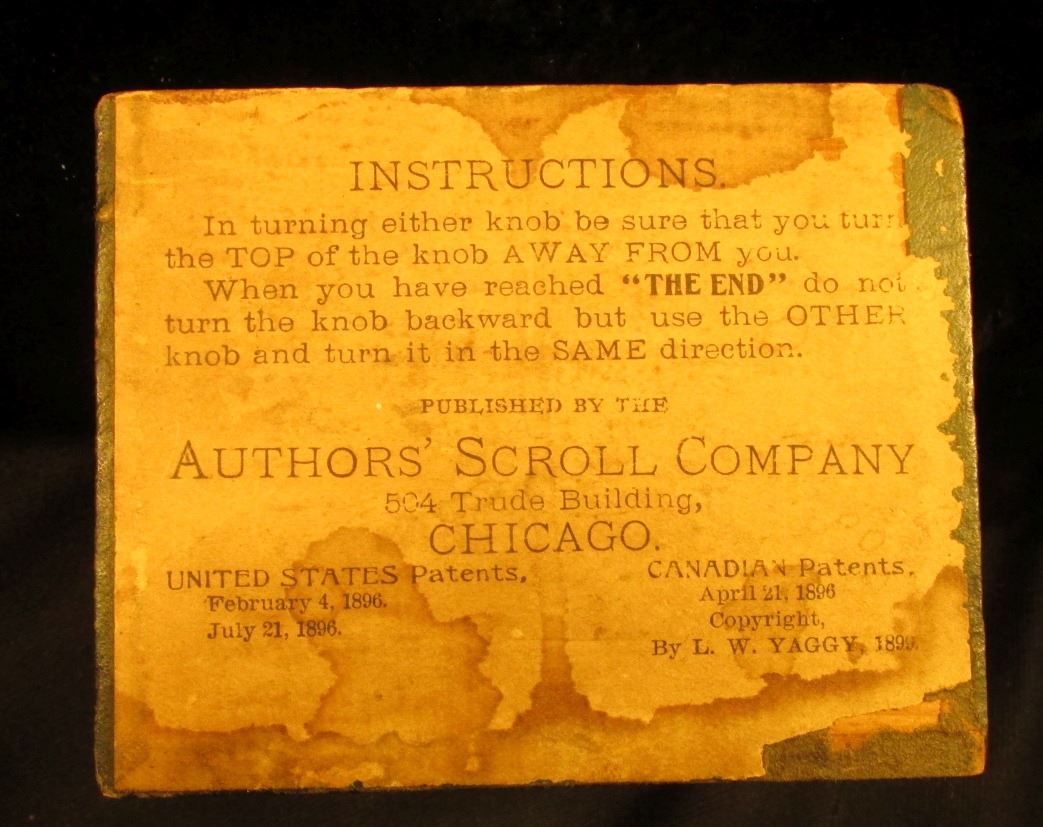 INSTRUCTIONS.
In turning either knob be sure that you turn
the TOP of the knob AWAY FROM you.
When you have reached "THE END" do not
turn the knob backward but use the OTHER
knob and turn it in the SAME direction.
PUBLISHED BY THE
AUTHORS' SCROLL COMPANY
504 Trude Building,
CHICAGO.
UNITED STATES Patents,
February 4, 1896.
July 21, 1896.
CANADIAN Patents,
April 21, 1896
Copyright,
By L. W. YAGGY, 1899.